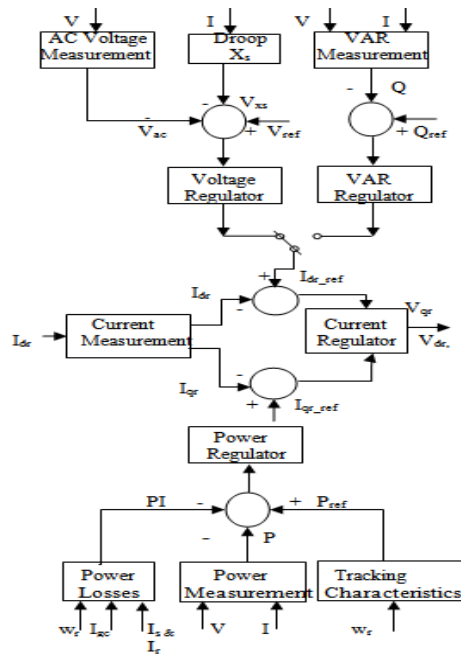 V I V I
AC Voltage
Measurement
Droop
Xs
VAR
Measurement
- Vxs
- Q
-
Vac
+ Vref
+ Qref
Voltage
Regulator
VAR
Regulator
+ Idr_ref
Idr -
Vqr
Idr
Current
Measurement
Current
Regulator
Vdr,
Iqr -
+ Iqr_ref
Power
Regulator
PI - + Pref
- P
Power
Losses
Power
Measurement
Tracking
Characteristics
wr Igc Is &
Ir
V I wr